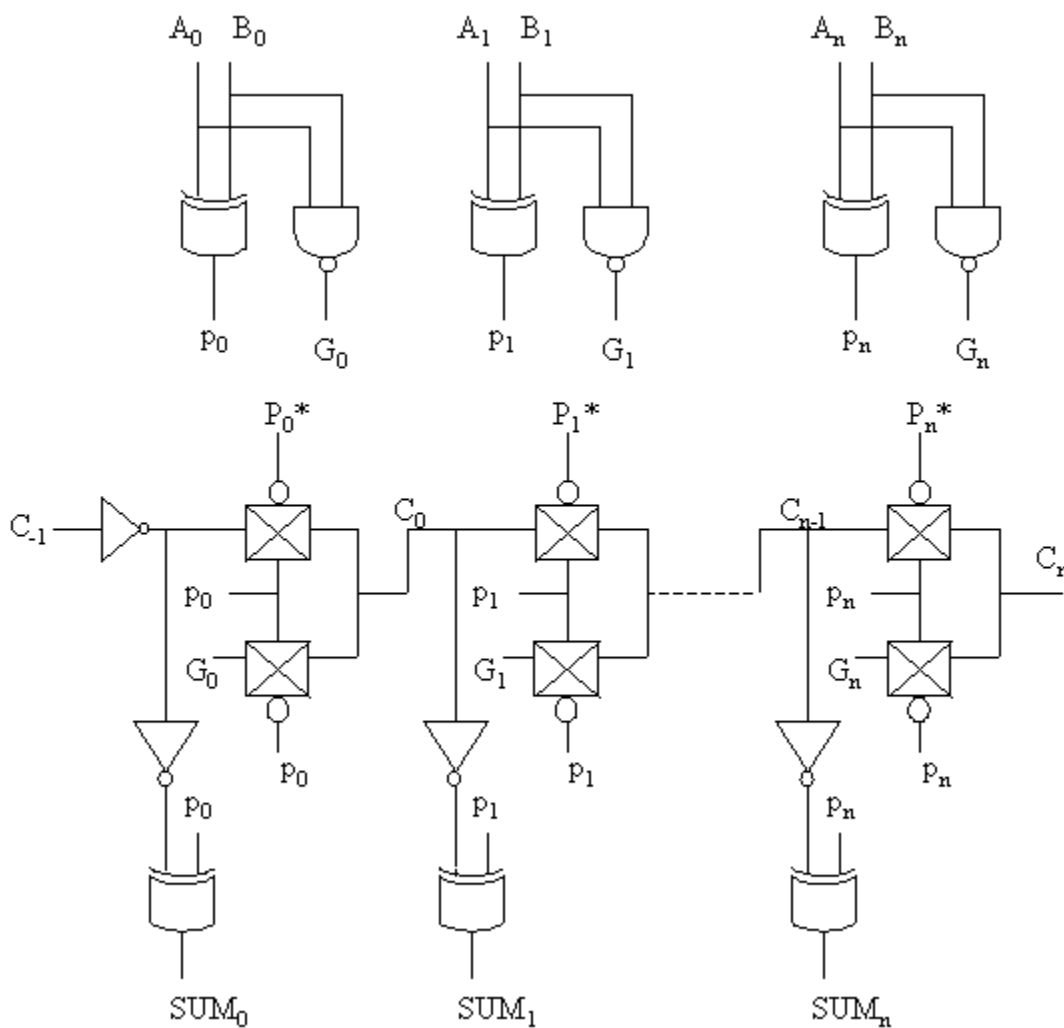 A₀ B₀ A₁ B₁ Aₙ Bₙ
p₀ G₀ p₁ G₁ pₙ Gₙ
P₀* P₁* Pₙ*
C₋₁ C₀ Cₙ₋₁ Cₙ
p₀ p₁ pₙ
G₀ G₁ Gₙ
p₀ p₁ pₙ
p₀ p₁ pₙ
SUM₀ SUM₁ SUMₙ